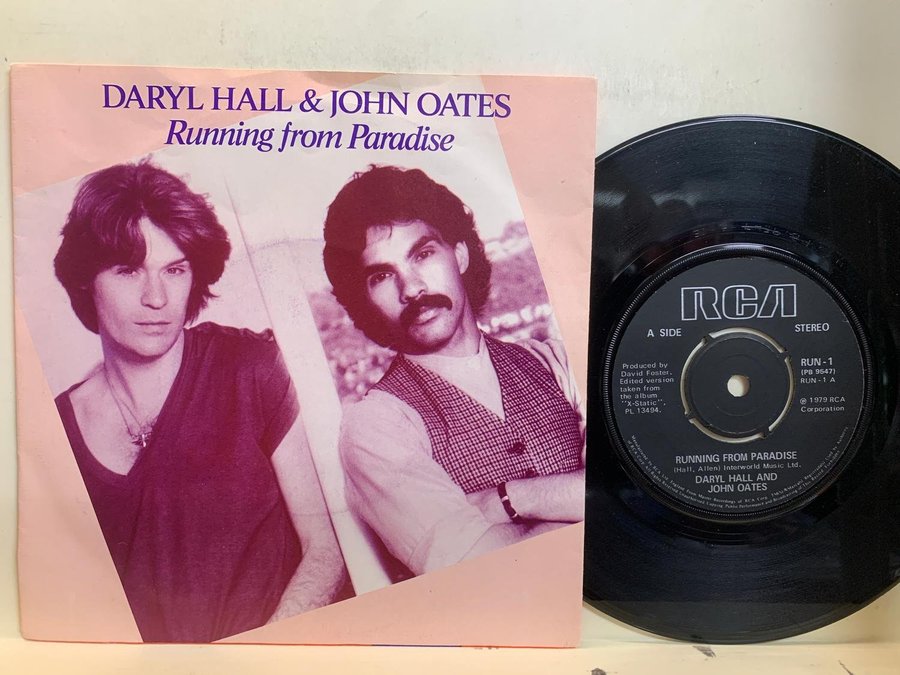 DARYL HALL & JOHN OATES
Running from Paradise
RCA
A SIDE
STEREO
Produced by
David Foster.
Edited version
taken from
the album
"X-Static".
PL 13494.
RUN-1
(PB 9547)
RUN - 1 A
℗ 1979 RCA
Corporation
RUNNING FROM PARADISE
(Hall, Allen) Interworld Music Ltd.
DARYL HALL AND
JOHN OATES